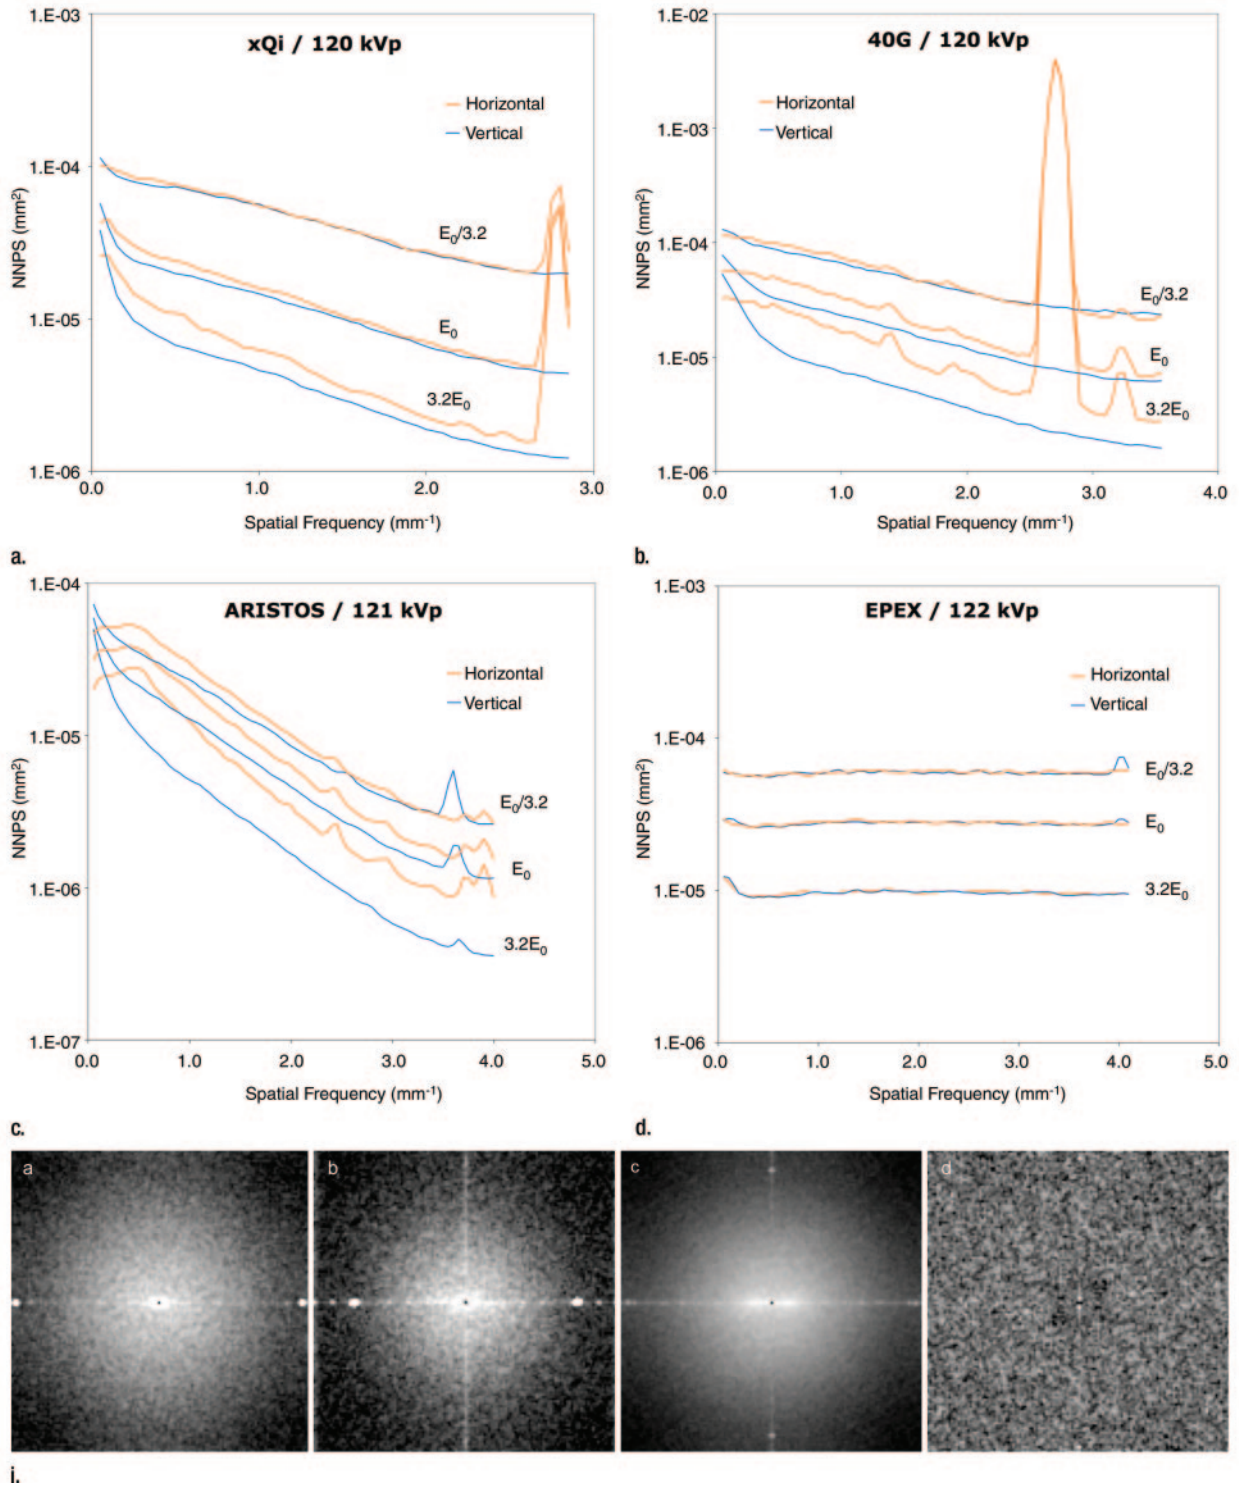 1.E-03
xQi / 120 kVp
Horizontal
Vertical
1.E-04
NNPS (mm²)
E₀/3.2
1.E-05
E₀
3.2E₀
1.E-06
0.0 1.0 2.0 3.0
Spatial Frequency (mm⁻¹)
a.
1.E-02
40G / 120 kVp
Horizontal
Vertical
1.E-03
NNPS (mm²)
1.E-04
E₀/3.2
E₀
1.E-05
3.2E₀
1.E-06
0.0 1.0 2.0 3.0 4.0
Spatial Frequency (mm⁻¹)
b.
1.E-04
ARISTOS / 121 kVp
Horizontal
Vertical
1.E-05
NNPS (mm²)
E₀/3.2
E₀
1.E-06
3.2E₀
1.E-07
0.0 1.0 2.0 3.0 4.0 5.0
Spatial Frequency (mm⁻¹)
c.
1.E-03
EPEX / 122 kVp
Horizontal
Vertical
1.E-04
E₀/3.2
NNPS (mm²)
E₀
1.E-05
3.2E₀
1.E-06
0.0 1.0 2.0 3.0 4.0 5.0
Spatial Frequency (mm⁻¹)
d.
a
b
c
d
i.